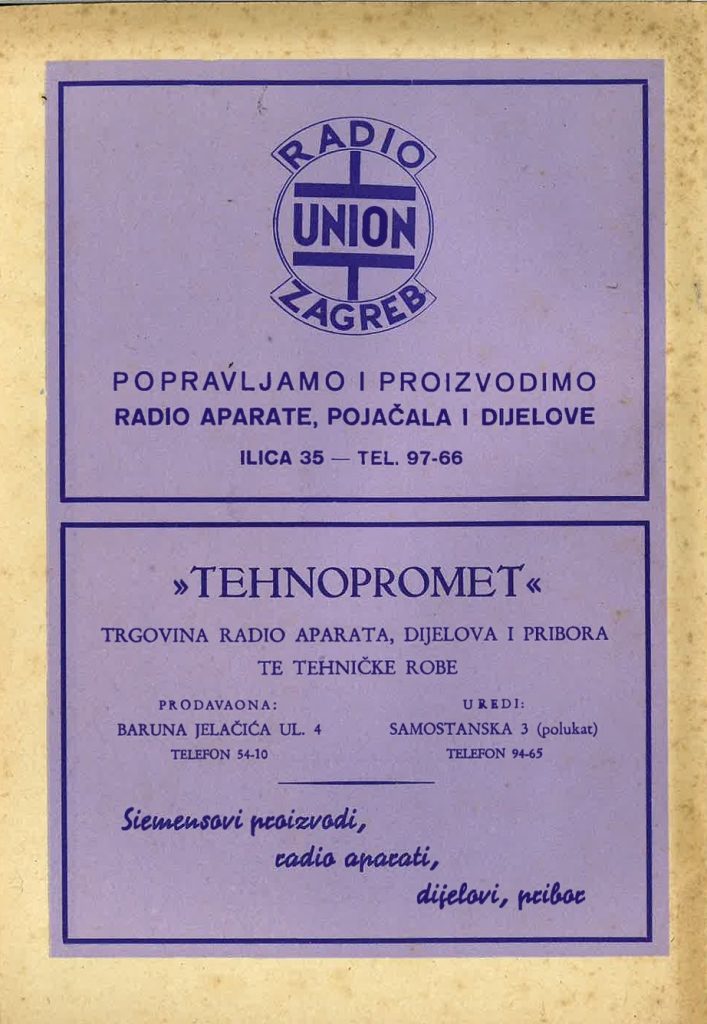 RADIO
UNION
ZAGREB
POPRAVLJAMO I PROIZVODIMO
RADIO APARATE, POJAČALA I DIJELOVE
ILICA 35 — TEL. 97-66
»TEHNOPROMET«
TRGOVINA RADIO APARATA, DIJELOVA I PRIBORA
TE TEHNIČKE ROBE
PRODAVAONA:
BARUNA JELAČIĆA UL. 4
TELEFON 54-10
UREDI:
SAMOSTANSKA 3 (polukat)
TELEFON 94-65
Siemensovi proizvodi,
radio aparati,
dijelovi, pribor